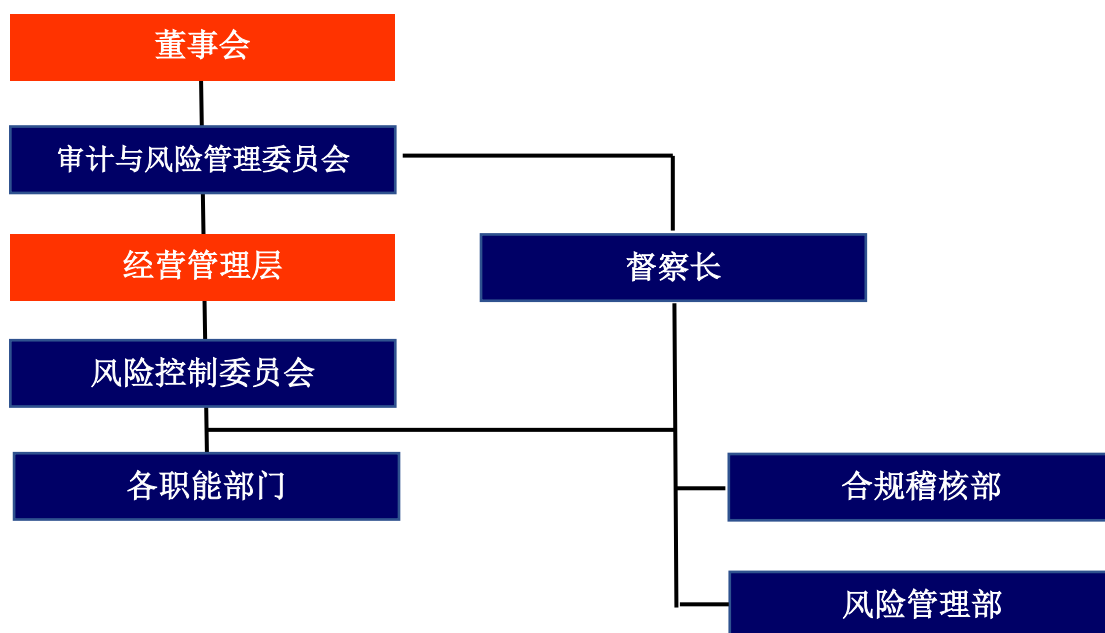 董事会
审计与风险管理委员会
经营管理层
督察长
风险控制委员会
各职能部门
合规稽核部
风险管理部